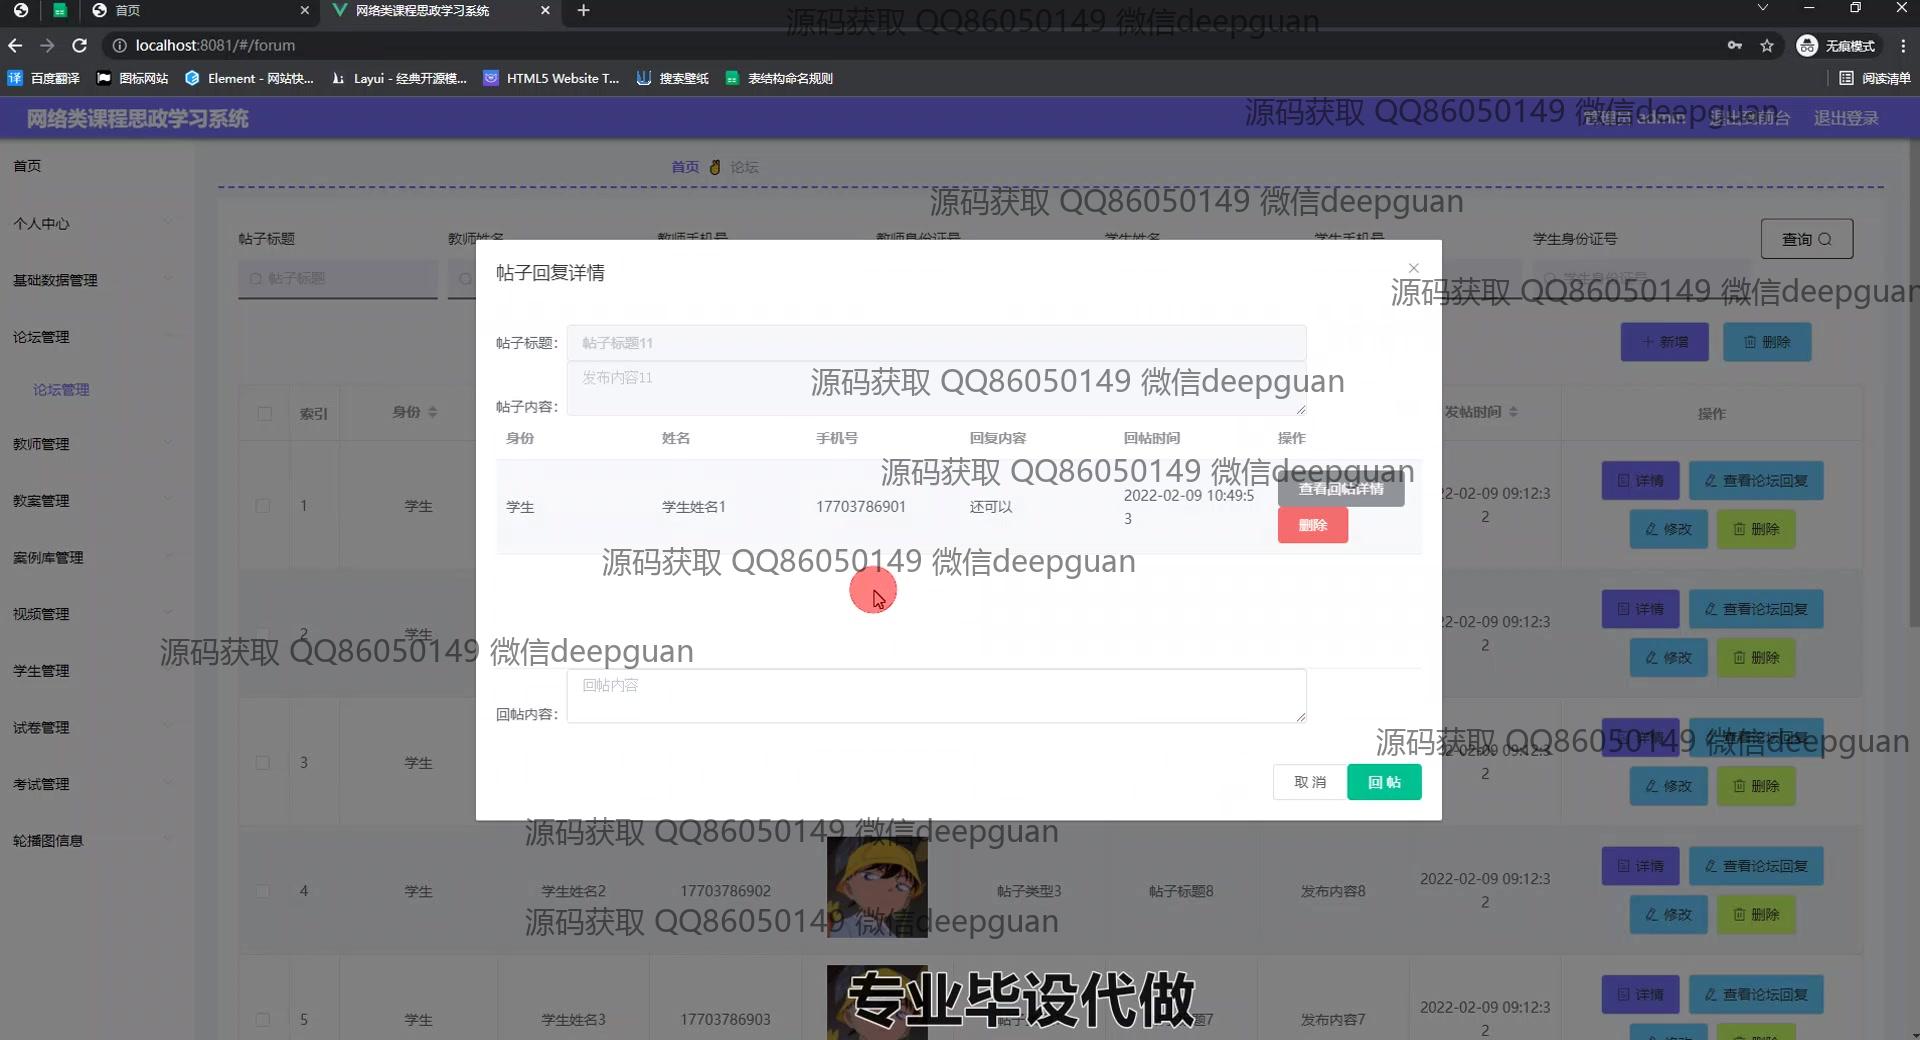 首页
网络类课程思政学习系统
localhost:8081/#/forum
无痕模式
百度翻译
图标网站
Element - 网站快...
Layui - 经典开源模...
HTML5 Website T...
搜索壁纸
表结构命名规则
阅读清单
源码获取 QQ86050149 微信deepguan
网络类课程思政学习系统
管理员 admin
退出到前台
退出登录
源码获取 QQ86050149 微信deepguan
首页
个人中心
基础数据管理
论坛管理
论坛管理
教师管理
教案管理
案例库管理
视频管理
学生管理
试卷管理
考试管理
轮播图信息
首页 论坛
源码获取 QQ86050149 微信deepguan
帖子标题
教师姓名
教师手机号
教师身份证号
学生姓名
学生手机号
学生身份证号
查询
帖子标题
学生身份证号
源码获取 QQ86050149 微信deepguan
新增
删除
帖子回复详情
帖子标题：
帖子标题11
帖子内容：
发布内容11
源码获取 QQ86050149 微信deepguan
身份 姓名 手机号 回复内容 回帖时间 操作
源码获取 QQ86050149 微信deepguan
学生 学生姓名1 17703786901 还可以 2022-02-09 10:49:5
3
查看回帖详情
删除
源码获取 QQ86050149 微信deepguan
源码获取 QQ86050149 微信deepguan
回帖内容：
回帖内容
取 消
回 帖
索引 身份 发帖时间 操作
1 学生 22-02-09 09:12:3
2
详情 查看论坛回复
修改 删除
2 学生 22-02-09 09:12:3
2
详情 查看论坛回复
修改 删除
3 学生 22-02-09 09:12:3
2
详情 查看论坛回复
修改 删除
源码获取 QQ86050149 微信deepguan
源码获取 QQ86050149 微信deepguan
4 学生 学生姓名2 17703786902 帖子类型3 帖子标题8 发布内容8 2022-02-09 09:12:3
2
详情 查看论坛回复
修改 删除
源码获取 QQ86050149 微信deepguan
5 学生 学生姓名3 17703786903 发布内容7 2022-02-09 09:12:3
2
详情 查看论坛回复
专业毕设代做